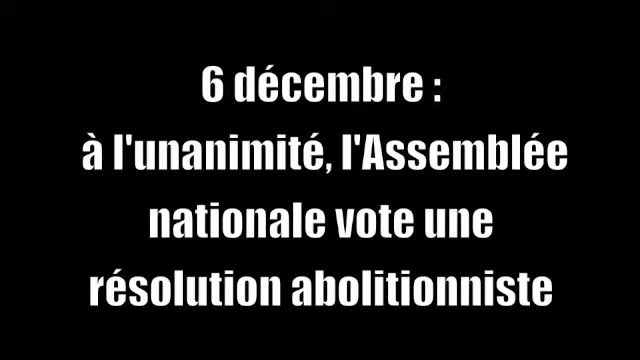 6 décembre :
à l'unanimité, l'Assemblée
nationale vote une
résolution abolitionniste